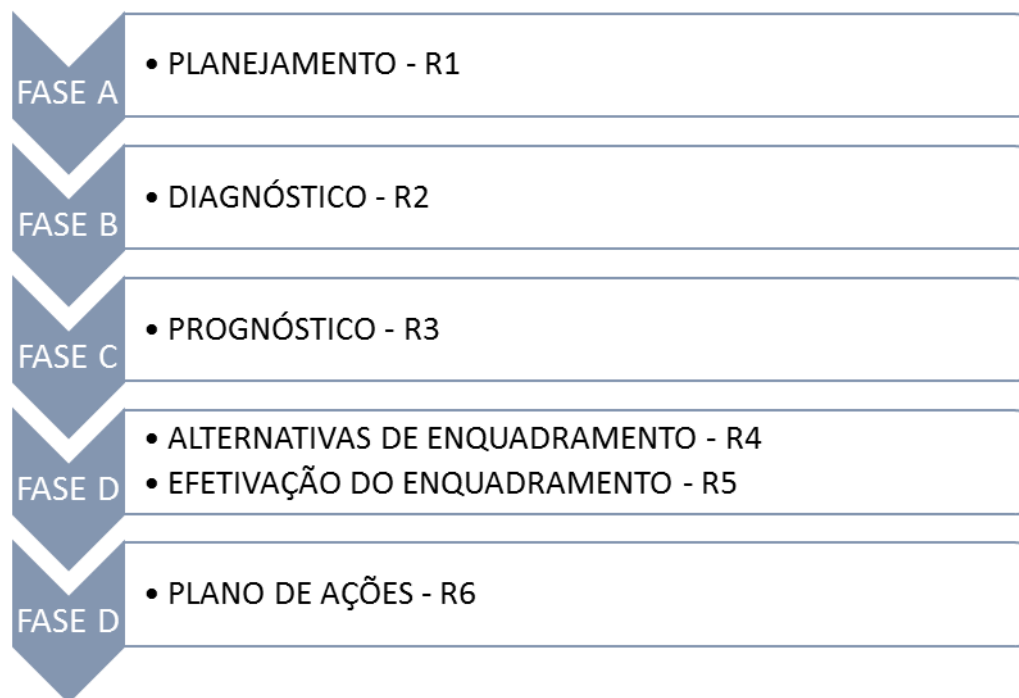 FASE A
• PLANEJAMENTO - R1
FASE B
• DIAGNÓSTICO - R2
FASE C
• PROGNÓSTICO - R3
FASE D
• ALTERNATIVAS DE ENQUADRAMENTO - R4
• EFETIVAÇÃO DO ENQUADRAMENTO - R5
FASE D
• PLANO DE AÇÕES - R6